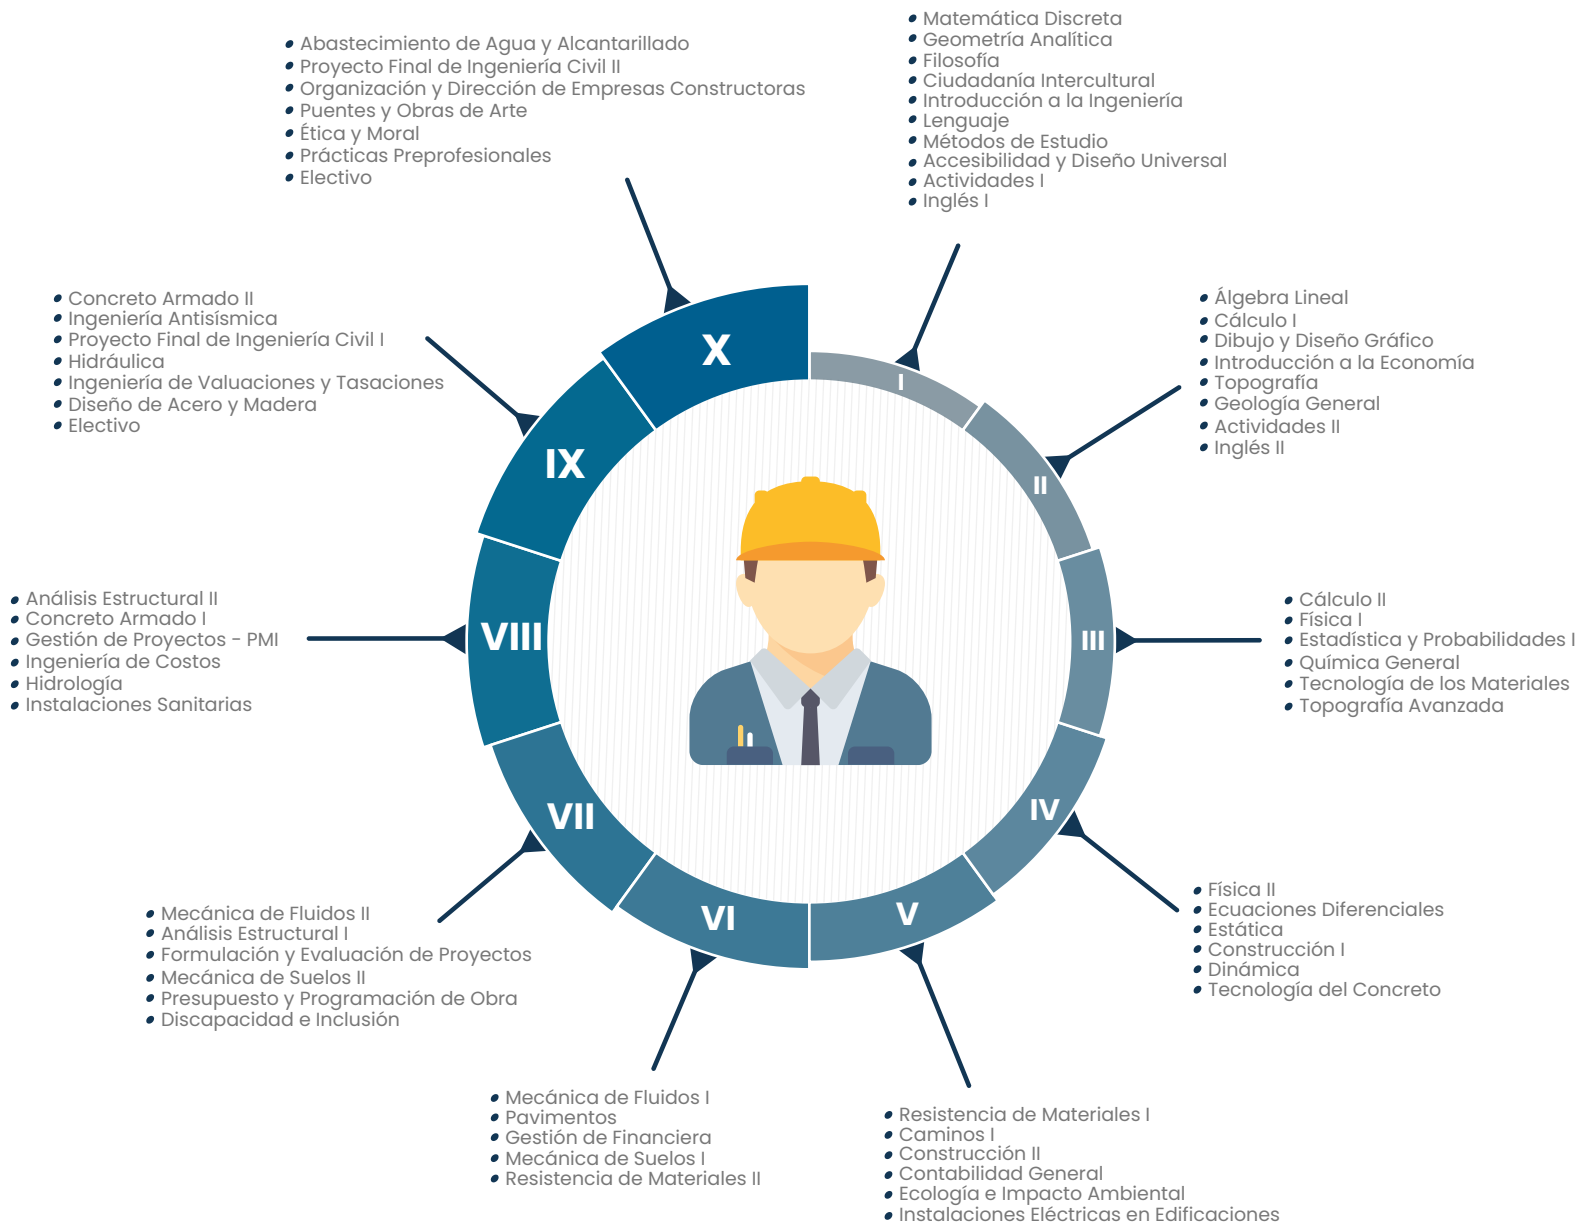 Matemática Discreta
Geometría Analítica
Filosofía
Ciudadanía Intercultural
Introducción a la Ingeniería
Lenguaje
Métodos de Estudio
Accesibilidad y Diseño Universal
Actividades I
Inglés I
I
Álgebra Lineal
Cálculo I
Dibujo y Diseño Gráfico
Introducción a la Economía
Topografía
Geología General
Actividades II
Inglés II
II
Cálculo II
Física I
Estadística y Probabilidades I
Química General
Tecnología de los Materiales
Topografía Avanzada
III
Física II
Ecuaciones Diferenciales
Estática
Construcción I
Dinámica
Tecnología del Concreto
IV
Resistencia de Materiales I
Caminos I
Construcción II
Contabilidad General
Ecología e Impacto Ambiental
Instalaciones Eléctricas en Edificaciones
V
Mecánica de Fluidos I
Pavimentos
Gestión de Financiera
Mecánica de Suelos I
Resistencia de Materiales II
VI
Mecánica de Fluidos II
Análisis Estructural I
Formulación y Evaluación de Proyectos
Mecánica de Suelos II
Presupuesto y Programación de Obra
Discapacidad e Inclusión
VII
Análisis Estructural II
Concreto Armado I
Gestión de Proyectos - PMI
Ingeniería de Costos
Hidrología
Instalaciones Sanitarias
VIII
Concreto Armado II
Ingeniería Antisísmica
Proyecto Final de Ingeniería Civil I
Hidráulica
Ingeniería de Valuaciones y Tasaciones
Diseño de Acero y Madera
Electivo
IX
Abastecimiento de Agua y Alcantarillado
Proyecto Final de Ingeniería Civil II
Organización y Dirección de Empresas Constructoras
Puentes y Obras de Arte
Ética y Moral
Prácticas Preprofesionales
Electivo
X